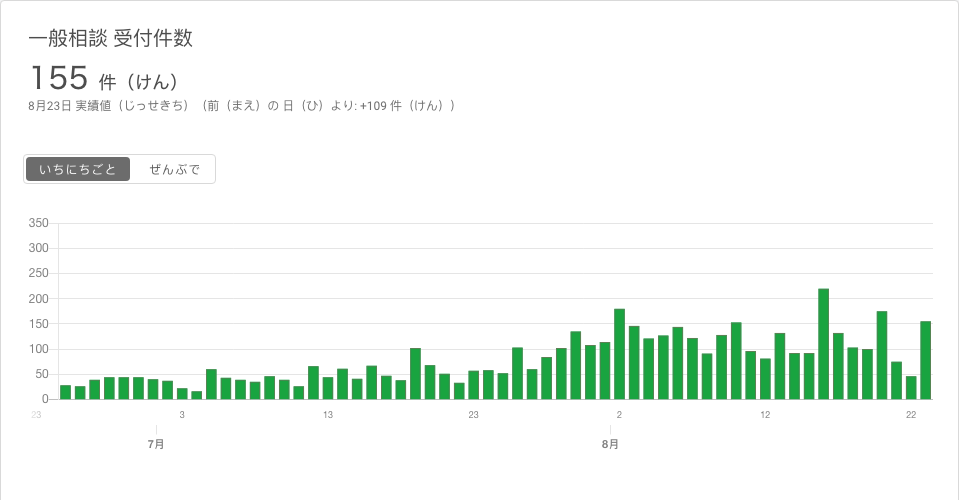 一般相談 受付件数
155 件（けん）
8月23日 実績値（じっせきち）（前（まえ）の 日（ひ）より: +109 件（けん））
いちにちごと ぜんぶで
350
300
250
200
150
100
50
0
23 3 13 23 2 12 22
7月 8月